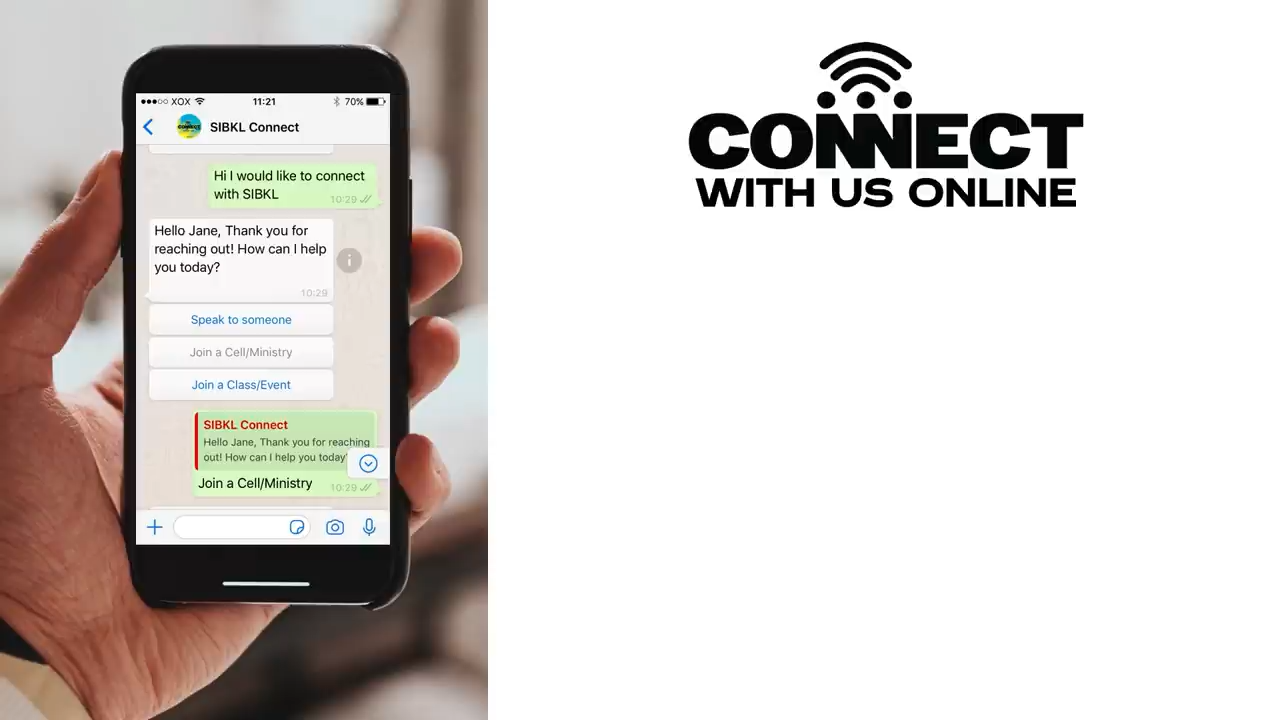 XOX
11:21
70%
SIBKL Connect
Hi I would like to connect
with SIBKL
10:29
Hello Jane, Thank you for
reaching out! How can I help
you today?
10:29
Speak to someone
Join a Cell/Ministry
Join a Class/Event
SIBKL Connect
Hello Jane, Thank you for reaching
out! How can I help you today
Join a Cell/Ministry
10:29
CONNECT
WITH US ONLINE